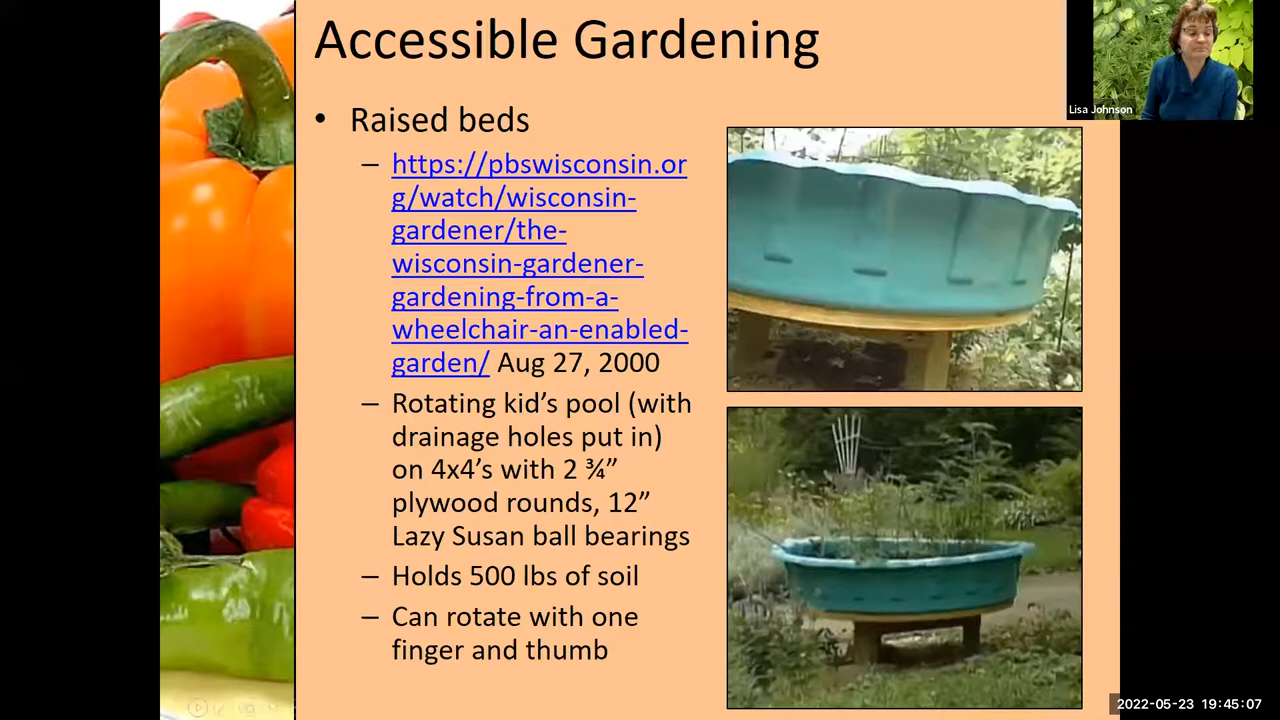 Accessible Gardening
Lisa Johnson
• Raised beds
– https://pbswisconsin.or
g/watch/wisconsin-
gardener/the-
wisconsin-gardener-
gardening-from-a-
wheelchair-an-enabled-
garden/ Aug 27, 2000
– Rotating kid’s pool (with
drainage holes put in)
on 4x4’s with 2 ¾”
plywood rounds, 12”
Lazy Susan ball bearings
– Holds 500 lbs of soil
– Can rotate with one
finger and thumb
2022-05-23 19:45:07